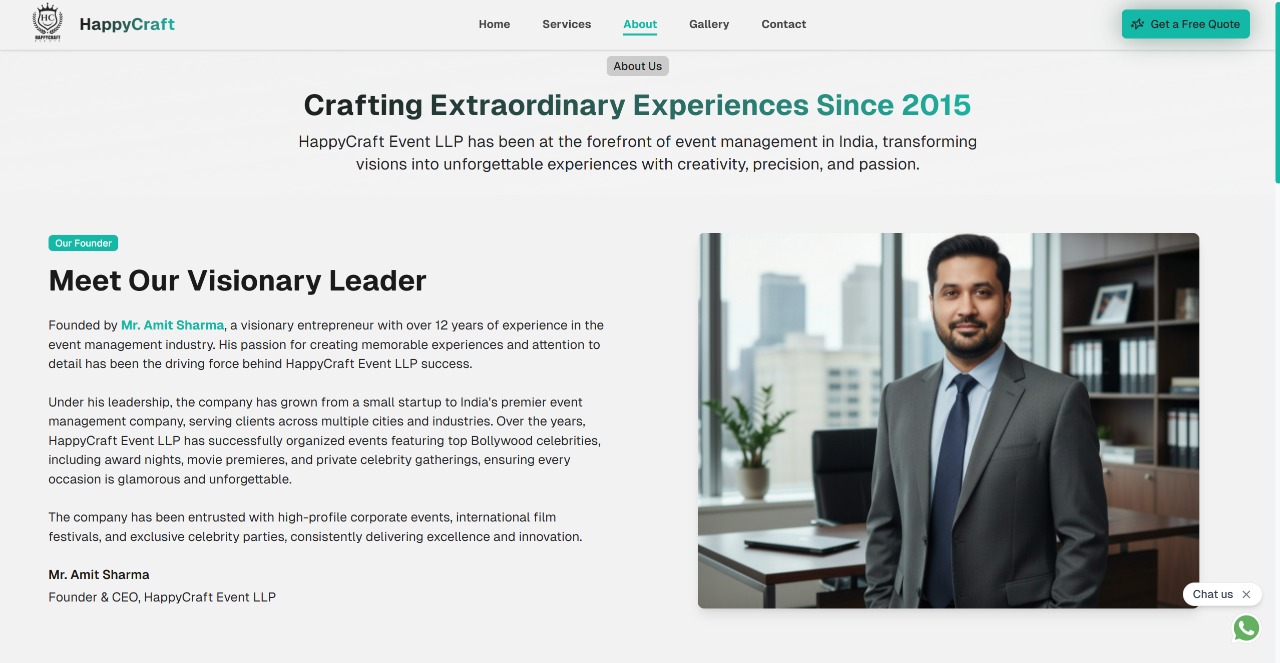 HC
HAPPYCRAFT
HappyCraft
Home
Services
About
Gallery
Contact
Get a Free Quote
About Us
Crafting Extraordinary Experiences Since 2015
HappyCraft Event LLP has been at the forefront of event management in India, transforming
visions into unforgettable experiences with creativity, precision, and passion.
Our Founder
Meet Our Visionary Leader
Founded by Mr. Amit Sharma, a visionary entrepreneur with over 12 years of experience in the
event management industry. His passion for creating memorable experiences and attention to
detail has been the driving force behind HappyCraft Event LLP success.
Under his leadership, the company has grown from a small startup to India's premier event
management company, serving clients across multiple cities and industries. Over the years,
HappyCraft Event LLP has successfully organized events featuring top Bollywood celebrities,
including award nights, movie premieres, and private celebrity gatherings, ensuring every
occasion is glamorous and unforgettable.
The company has been entrusted with high-profile corporate events, international film
festivals, and exclusive celebrity parties, consistently delivering excellence and innovation.
Mr. Amit Sharma
Founder & CEO, HappyCraft Event LLP
Chat us